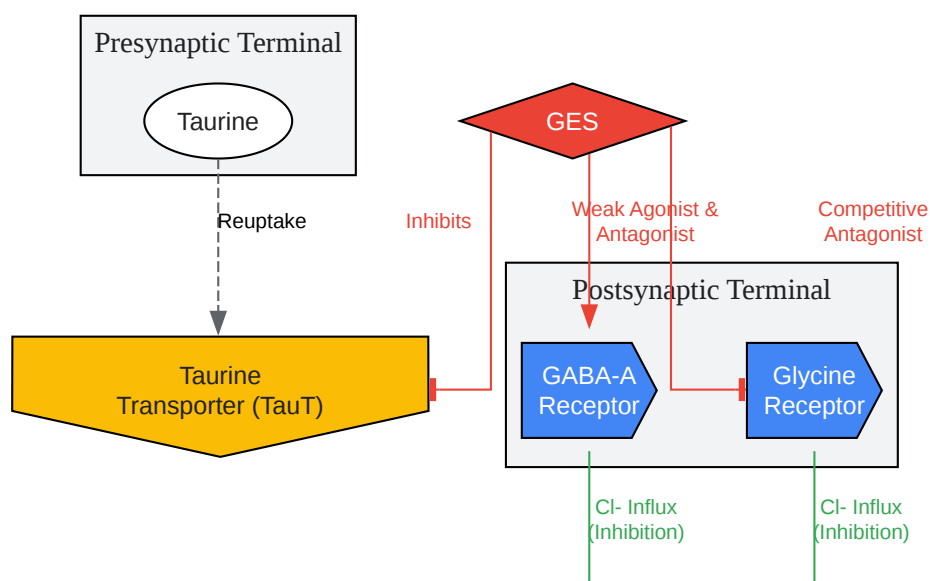 Presynaptic Terminal
Taurine
GES
Reuptake
Inhibits
Weak Agonist &
Antagonist
Competitive
Antagonist
Postsynaptic Terminal
Taurine
Transporter (TauT)
GABA-A
Receptor
Glycine
Receptor
Cl- Influx
(Inhibition)
Cl- Influx
(Inhibition)